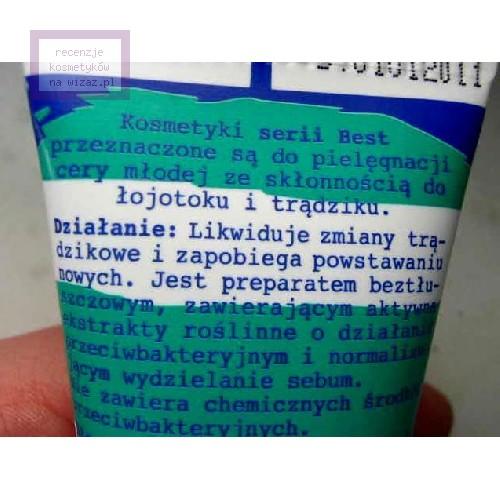 recenzje
kosmetyków
na wizaz.pl
01012011
Kosmetyki serii Best
przeznaczone są do pielęgnacji
cery młodej ze skłonnością do
łojotoku i trądziku.
Działanie: Likwiduje zmiany trą-
dzikowe i zapobiega powstawaniu
nowych. Jest preparatem beztłu-
szczowym, zawierającym aktywne
ekstrakty roślinne o działaniu
przeciwbakteryjnym i normalizu-
jącym wydzielanie sebum.
Nie zawiera chemicznych środków
przeciwbakteryjnych.